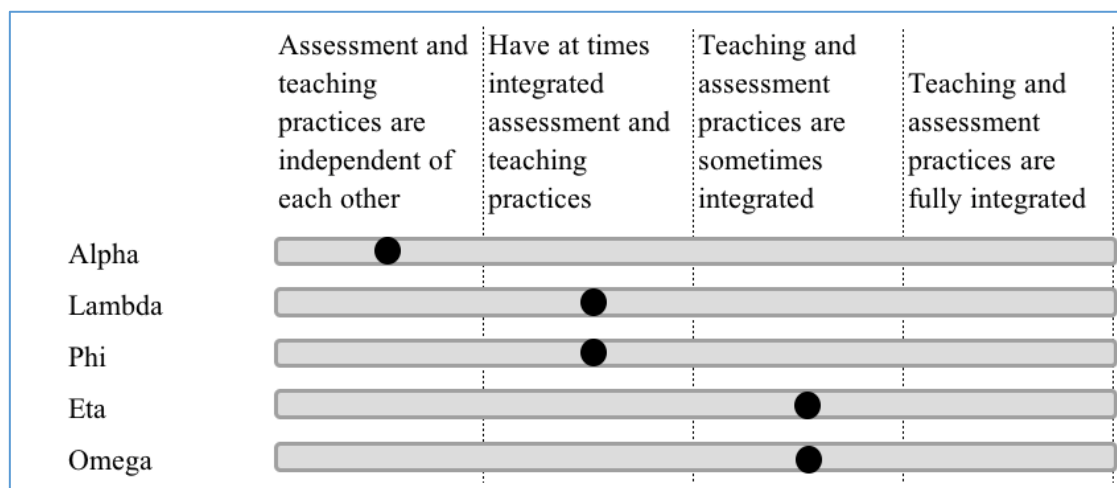 Assessment and
teaching
practices are
independent of
each other
Have at times
integrated
assessment and
teaching
practices
Teaching and
assessment
practices are
sometimes
integrated
Teaching and
assessment
practices are
fully integrated
Alpha
Lambda
Phi
Eta
Omega